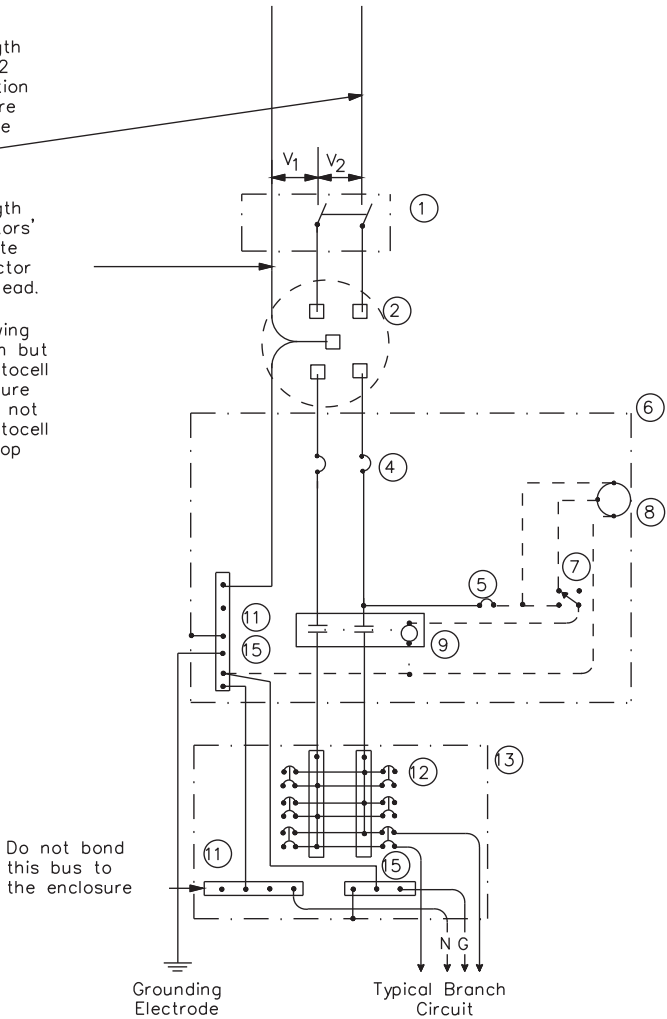 gth
2
tion
re
e
V1 V2
1
gth
tors'
te
ctor
ead.
2
wing
n but
tocell
ure
not
tocell
op
6
4
8
7
5
11
15
9
13
12
Do not bond
this bus to
the enclosure
11
15
N G
Grounding
Electrode
Typical Branch
Circuit